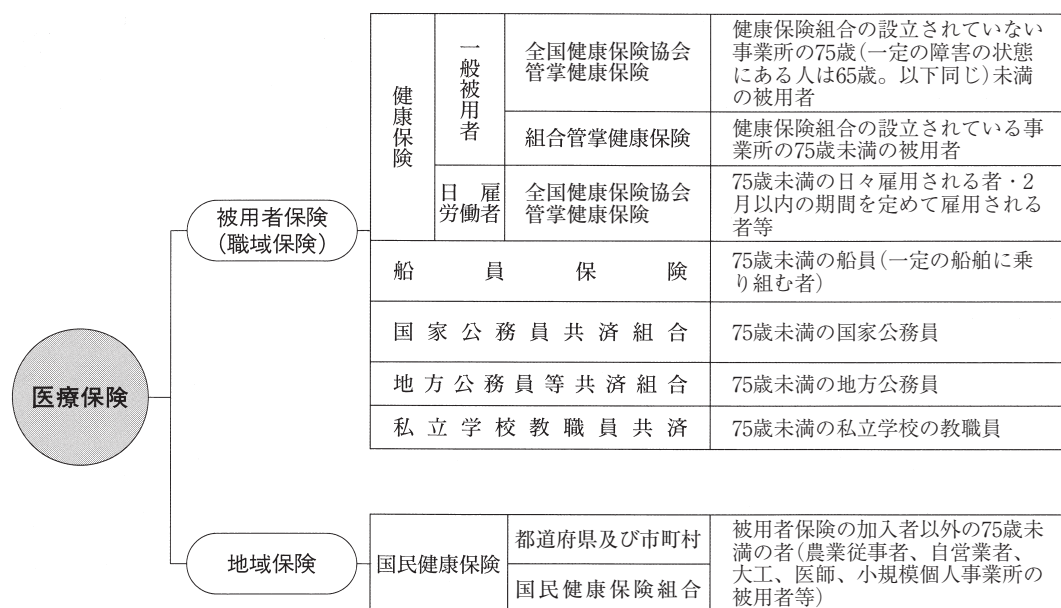 医療保険
被用者保険
(職域保険)
健康保険
一般被用者
全国健康保険協会
管掌健康保険
健康保険組合の設立されていない
事業所の75歳(一定の障害の状態
にある人は65歳。以下同じ)未満
の被用者
組合管掌健康保険
健康保険組合の設立されている事
業所の75歳未満の被用者
日雇
労働者
全国健康保険協会
管掌健康保険
75歳未満の日々雇用される者・2
月以内の期間を定めて雇用される
者等
船員保険
75歳未満の船員(一定の船舶に乗
り組む者)
国家公務員共済組合
75歳未満の国家公務員
地方公務員等共済組合
75歳未満の地方公務員
私立学校教職員共済
75歳未満の私立学校の教職員
地域保険
国民健康保険
都道府県及び市町村
国民健康保険組合
被用者保険の加入者以外の75歳未
満の者(農業従事者、自営業者、
大工、医師、小規模個人事業所の
被用者等)